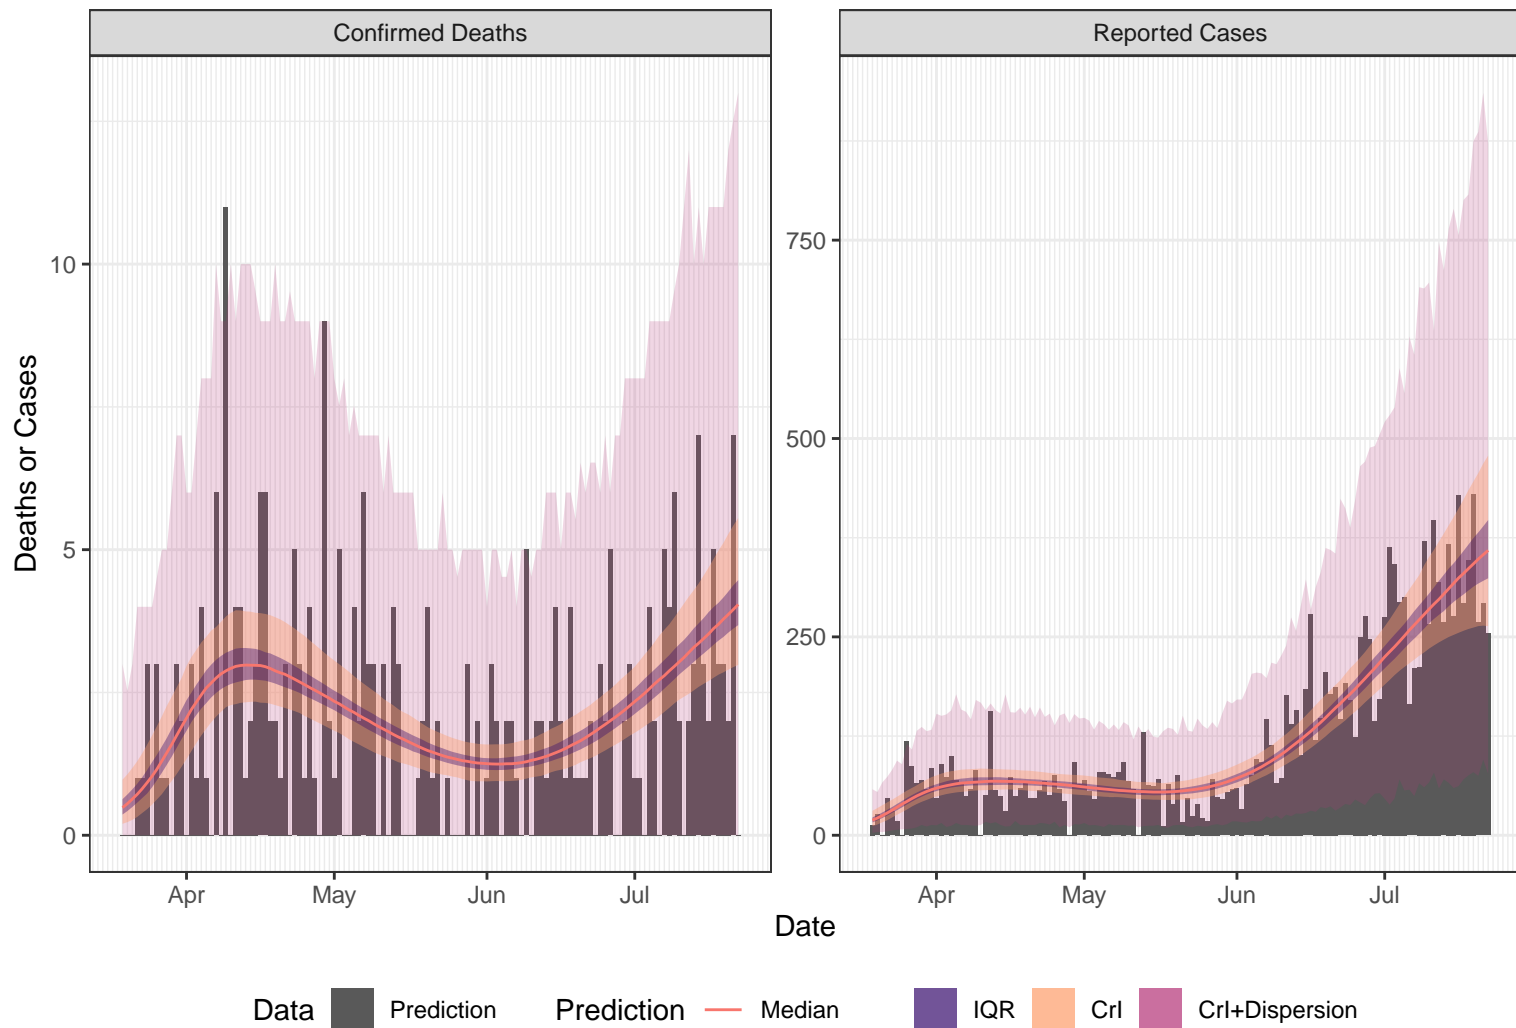 Confirmed Deaths
Reported Cases
Deaths or Cases
10
5
0
750
500
250
0
Apr
May
Jun
Jul
Apr
May
Jun
Jul
Date
Data
Prediction
Prediction
Median
IQR
CrI
CrI+Dispersion